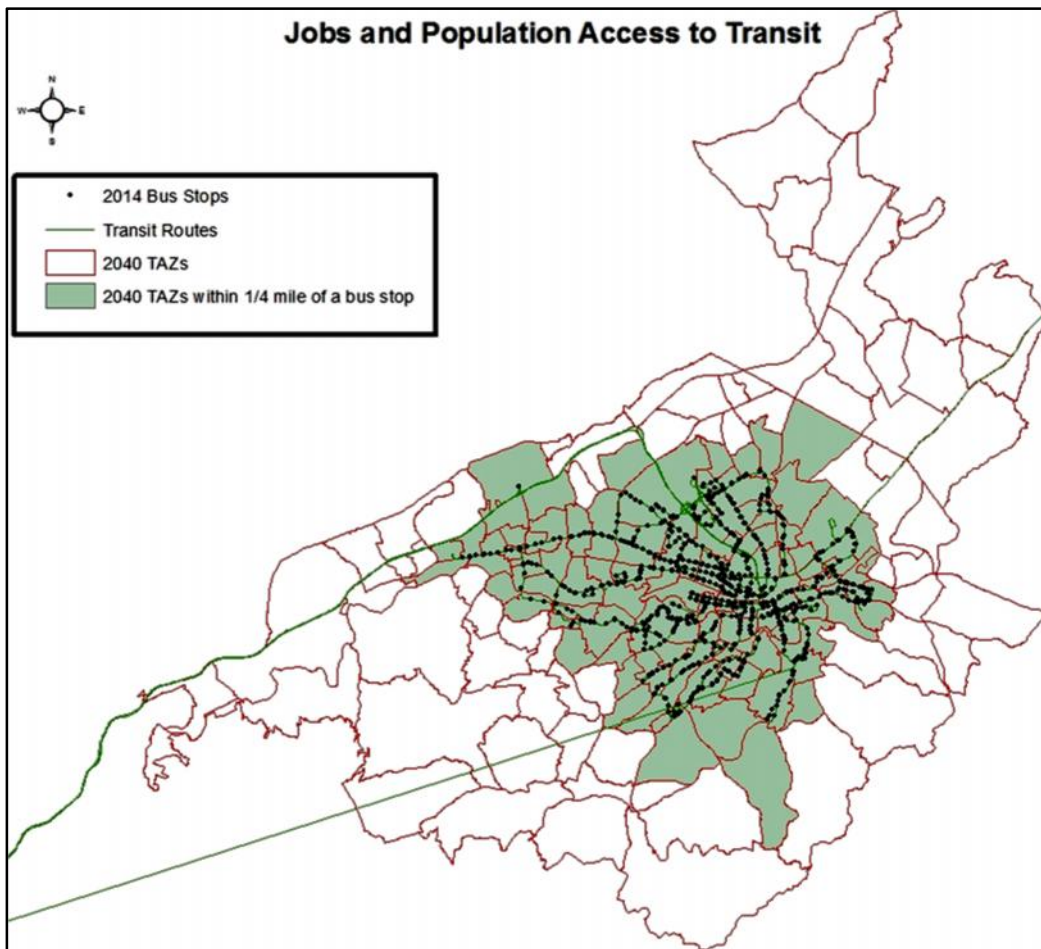 Jobs and Population Access to Transit
N
W E
S
2014 Bus Stops
Transit Routes
2040 TAZs
2040 TAZs within 1/4 mile of a bus stop